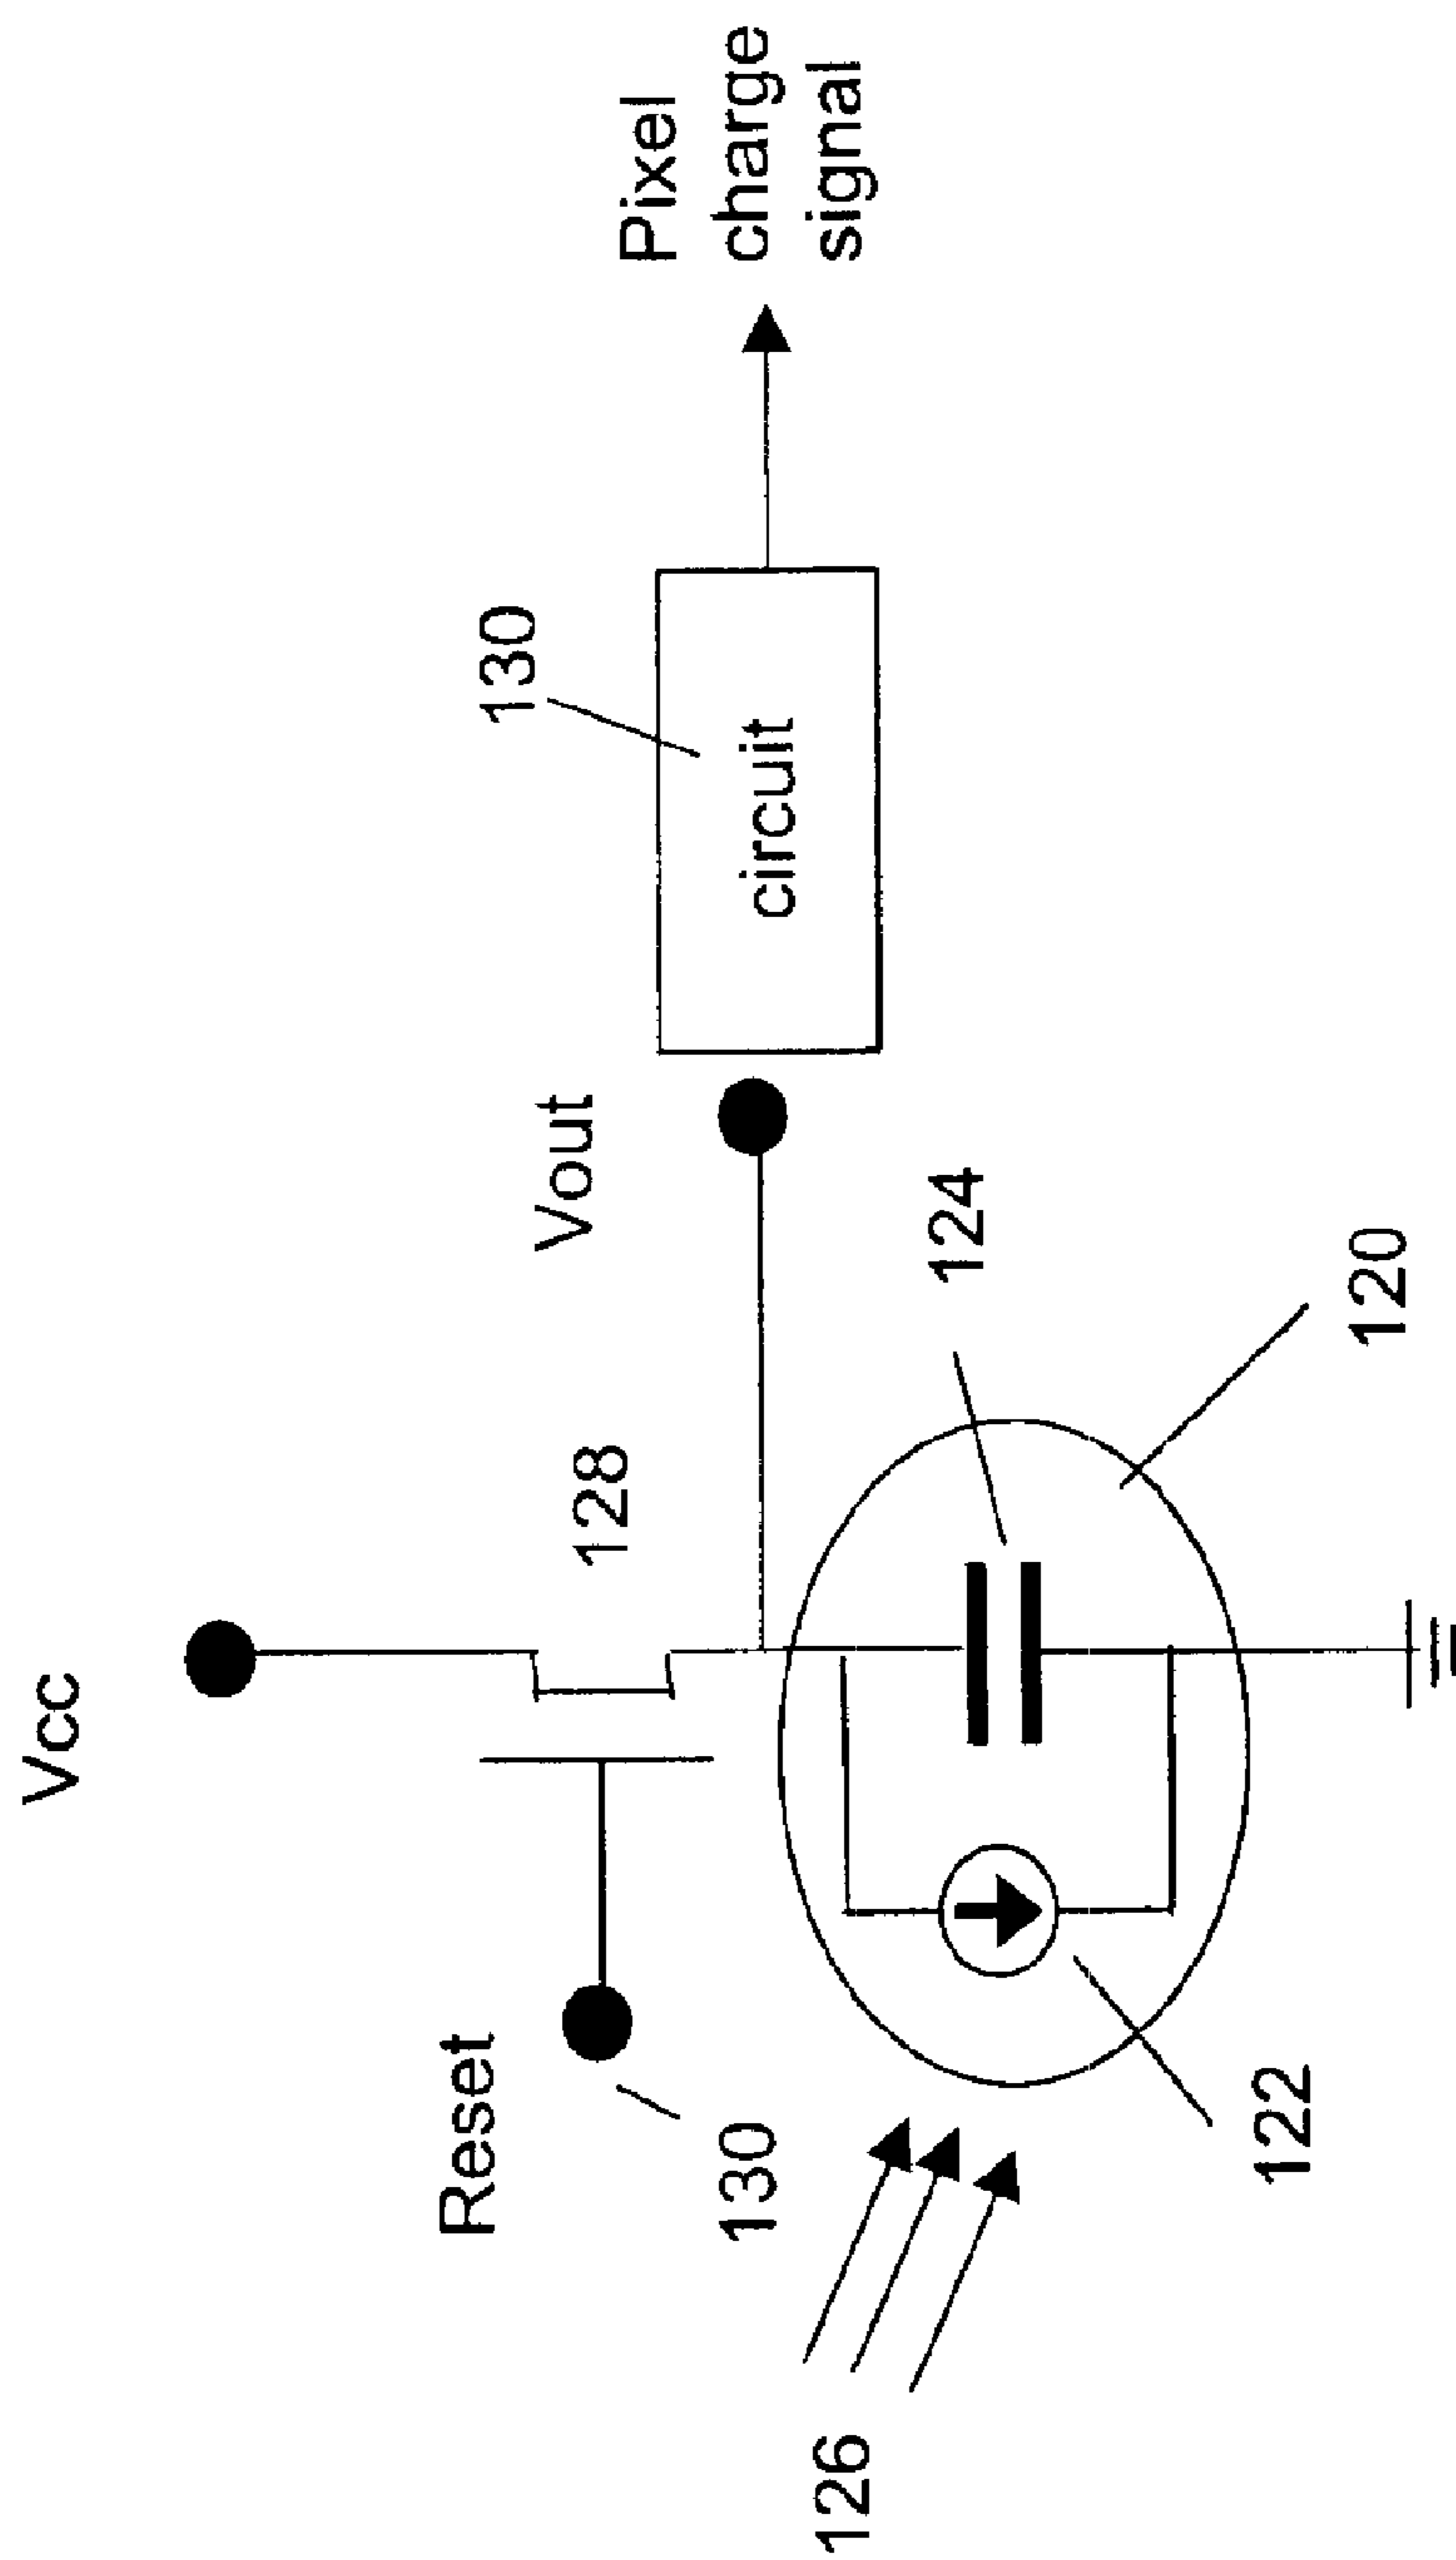 Vcc
Reset
130
128
Vout
130
circuit
Pixel
charge
signal
126
122
124
120